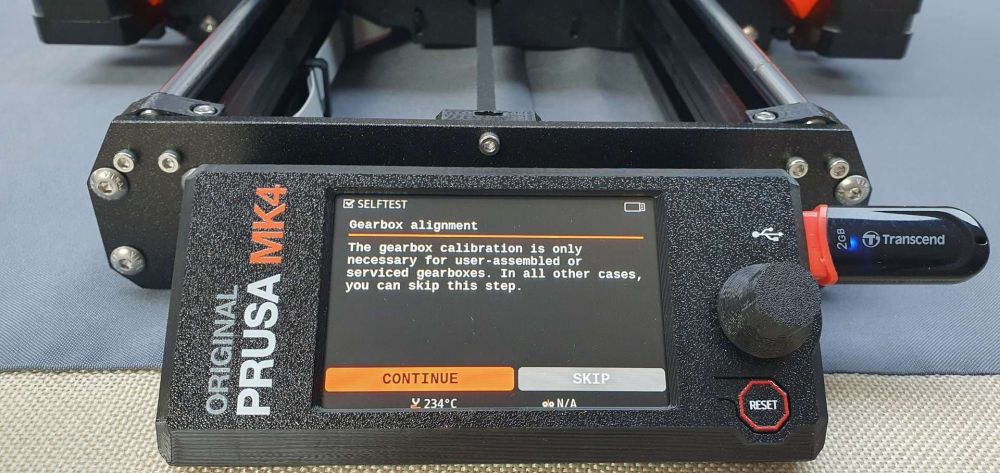 ORIGINAL
PRUSA MK4
SELFTEST
Gearbox alignment
The gearbox calibration is only
necessary for user-assembled or
serviced gearboxes. In all other cases,
you can skip this step.
CONTINUE
SKIP
234°C
N/A
2GB
Transcend
RESET